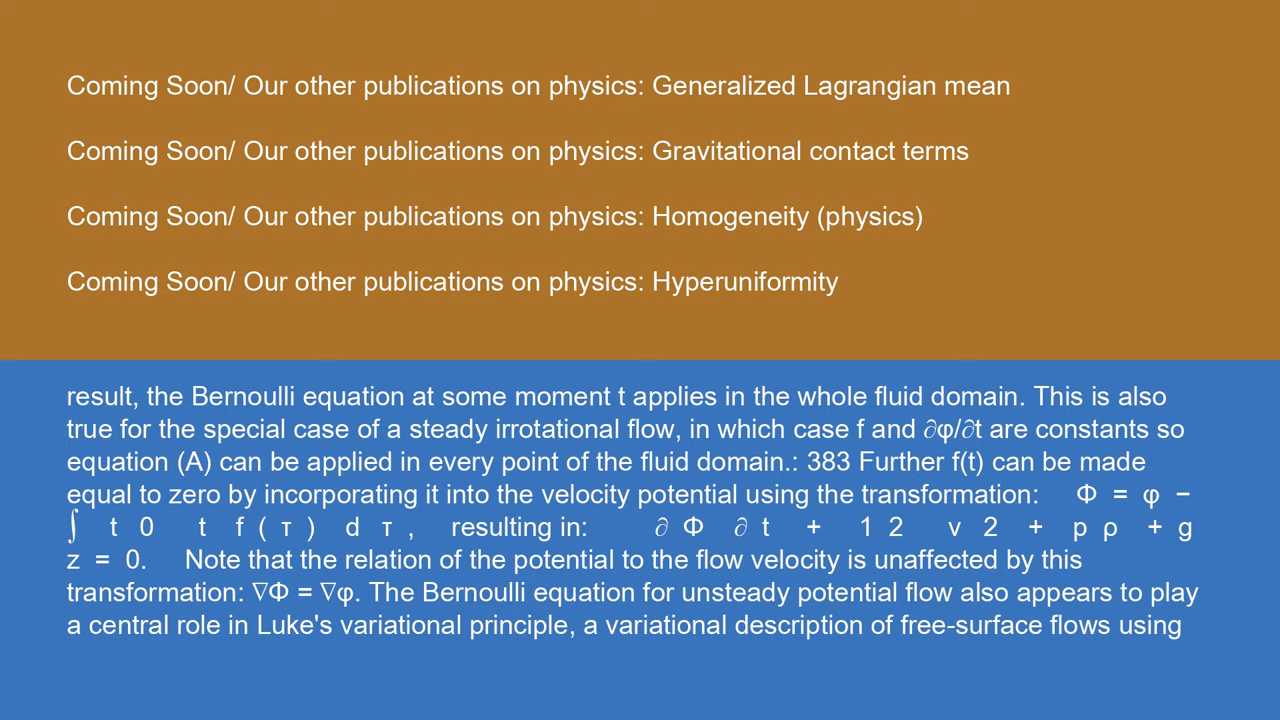 Coming Soon/ Our other publications on physics: Generalized Lagrangian mean
Coming Soon/ Our other publications on physics: Gravitational contact terms
Coming Soon/ Our other publications on physics: Homogeneity (physics)
Coming Soon/ Our other publications on physics: Hyperuniformity
result, the Bernoulli equation at some moment t applies in the whole fluid domain. This is also
true for the special case of a steady irrotational flow, in which case f and ∂φ/∂t are constants so
equation (A) can be applied in every point of the fluid domain.: 383 Further f(t) can be made
equal to zero by incorporating it into the velocity potential using the transformation: Φ = φ −
∫ t 0 t f ( τ ) d τ , resulting in: ∂ Φ ∂ t + 1 2 v 2 + p ρ + g
z = 0. Note that the relation of the potential to the flow velocity is unaffected by this
transformation: ∇Φ = ∇φ. The Bernoulli equation for unsteady potential flow also appears to play
a central role in Luke's variational principle, a variational description of free-surface flows using